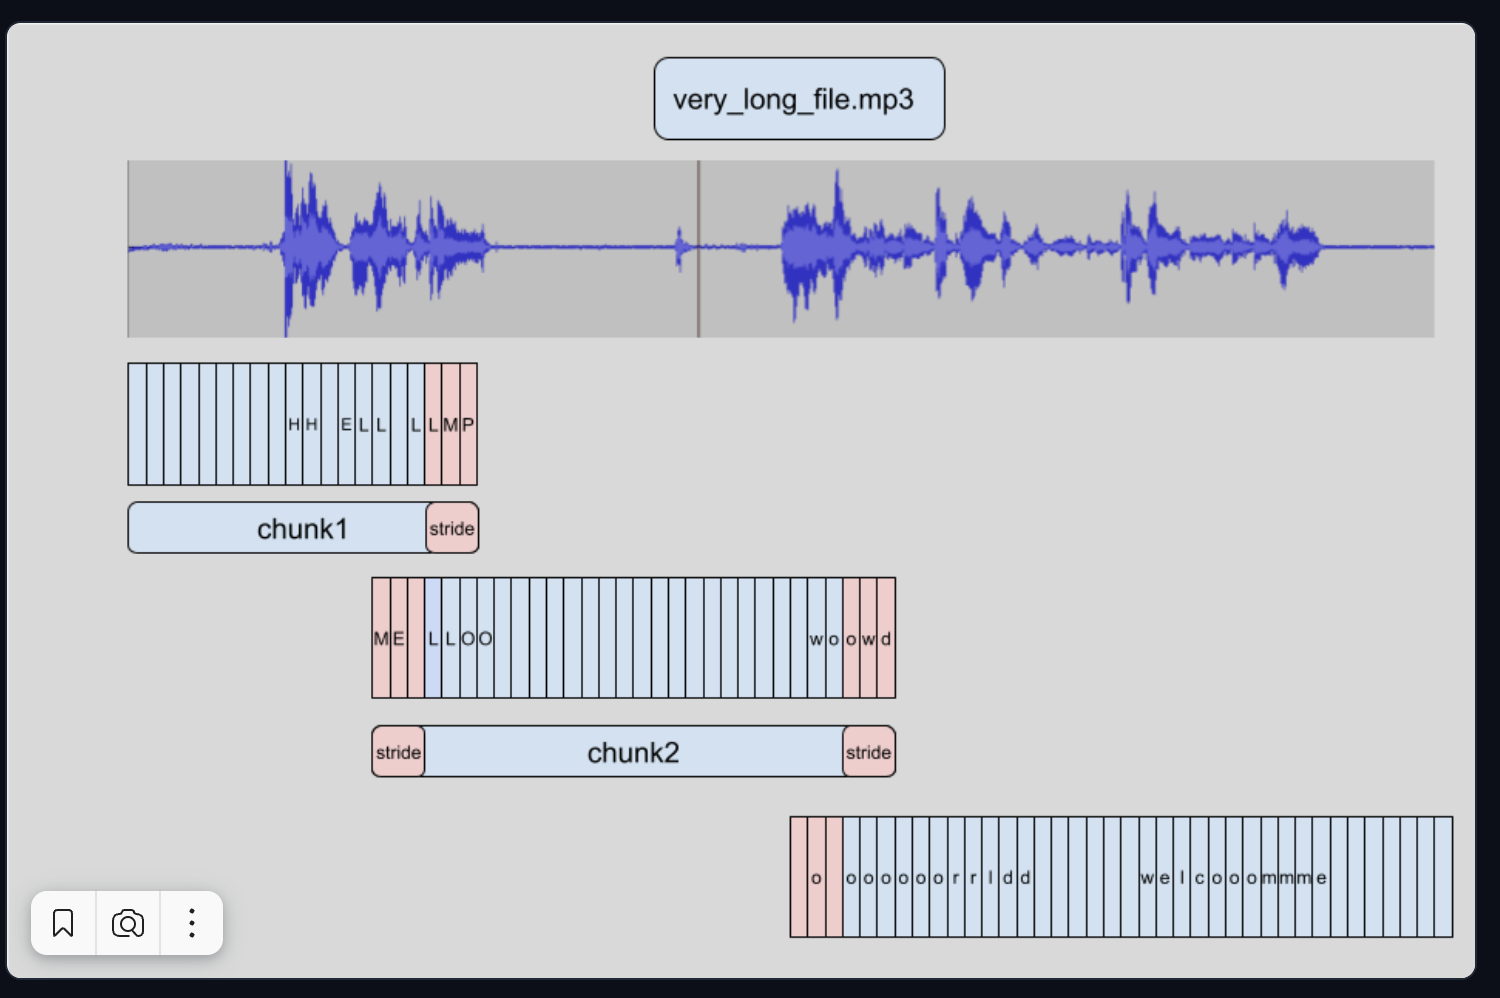 very_long_file.mp3
H H E L L L L M P
chunk1 stride
M E L L O O w o o w d
stride chunk2 stride
o o o o o o o r r l d d w e l c o o o m m m e